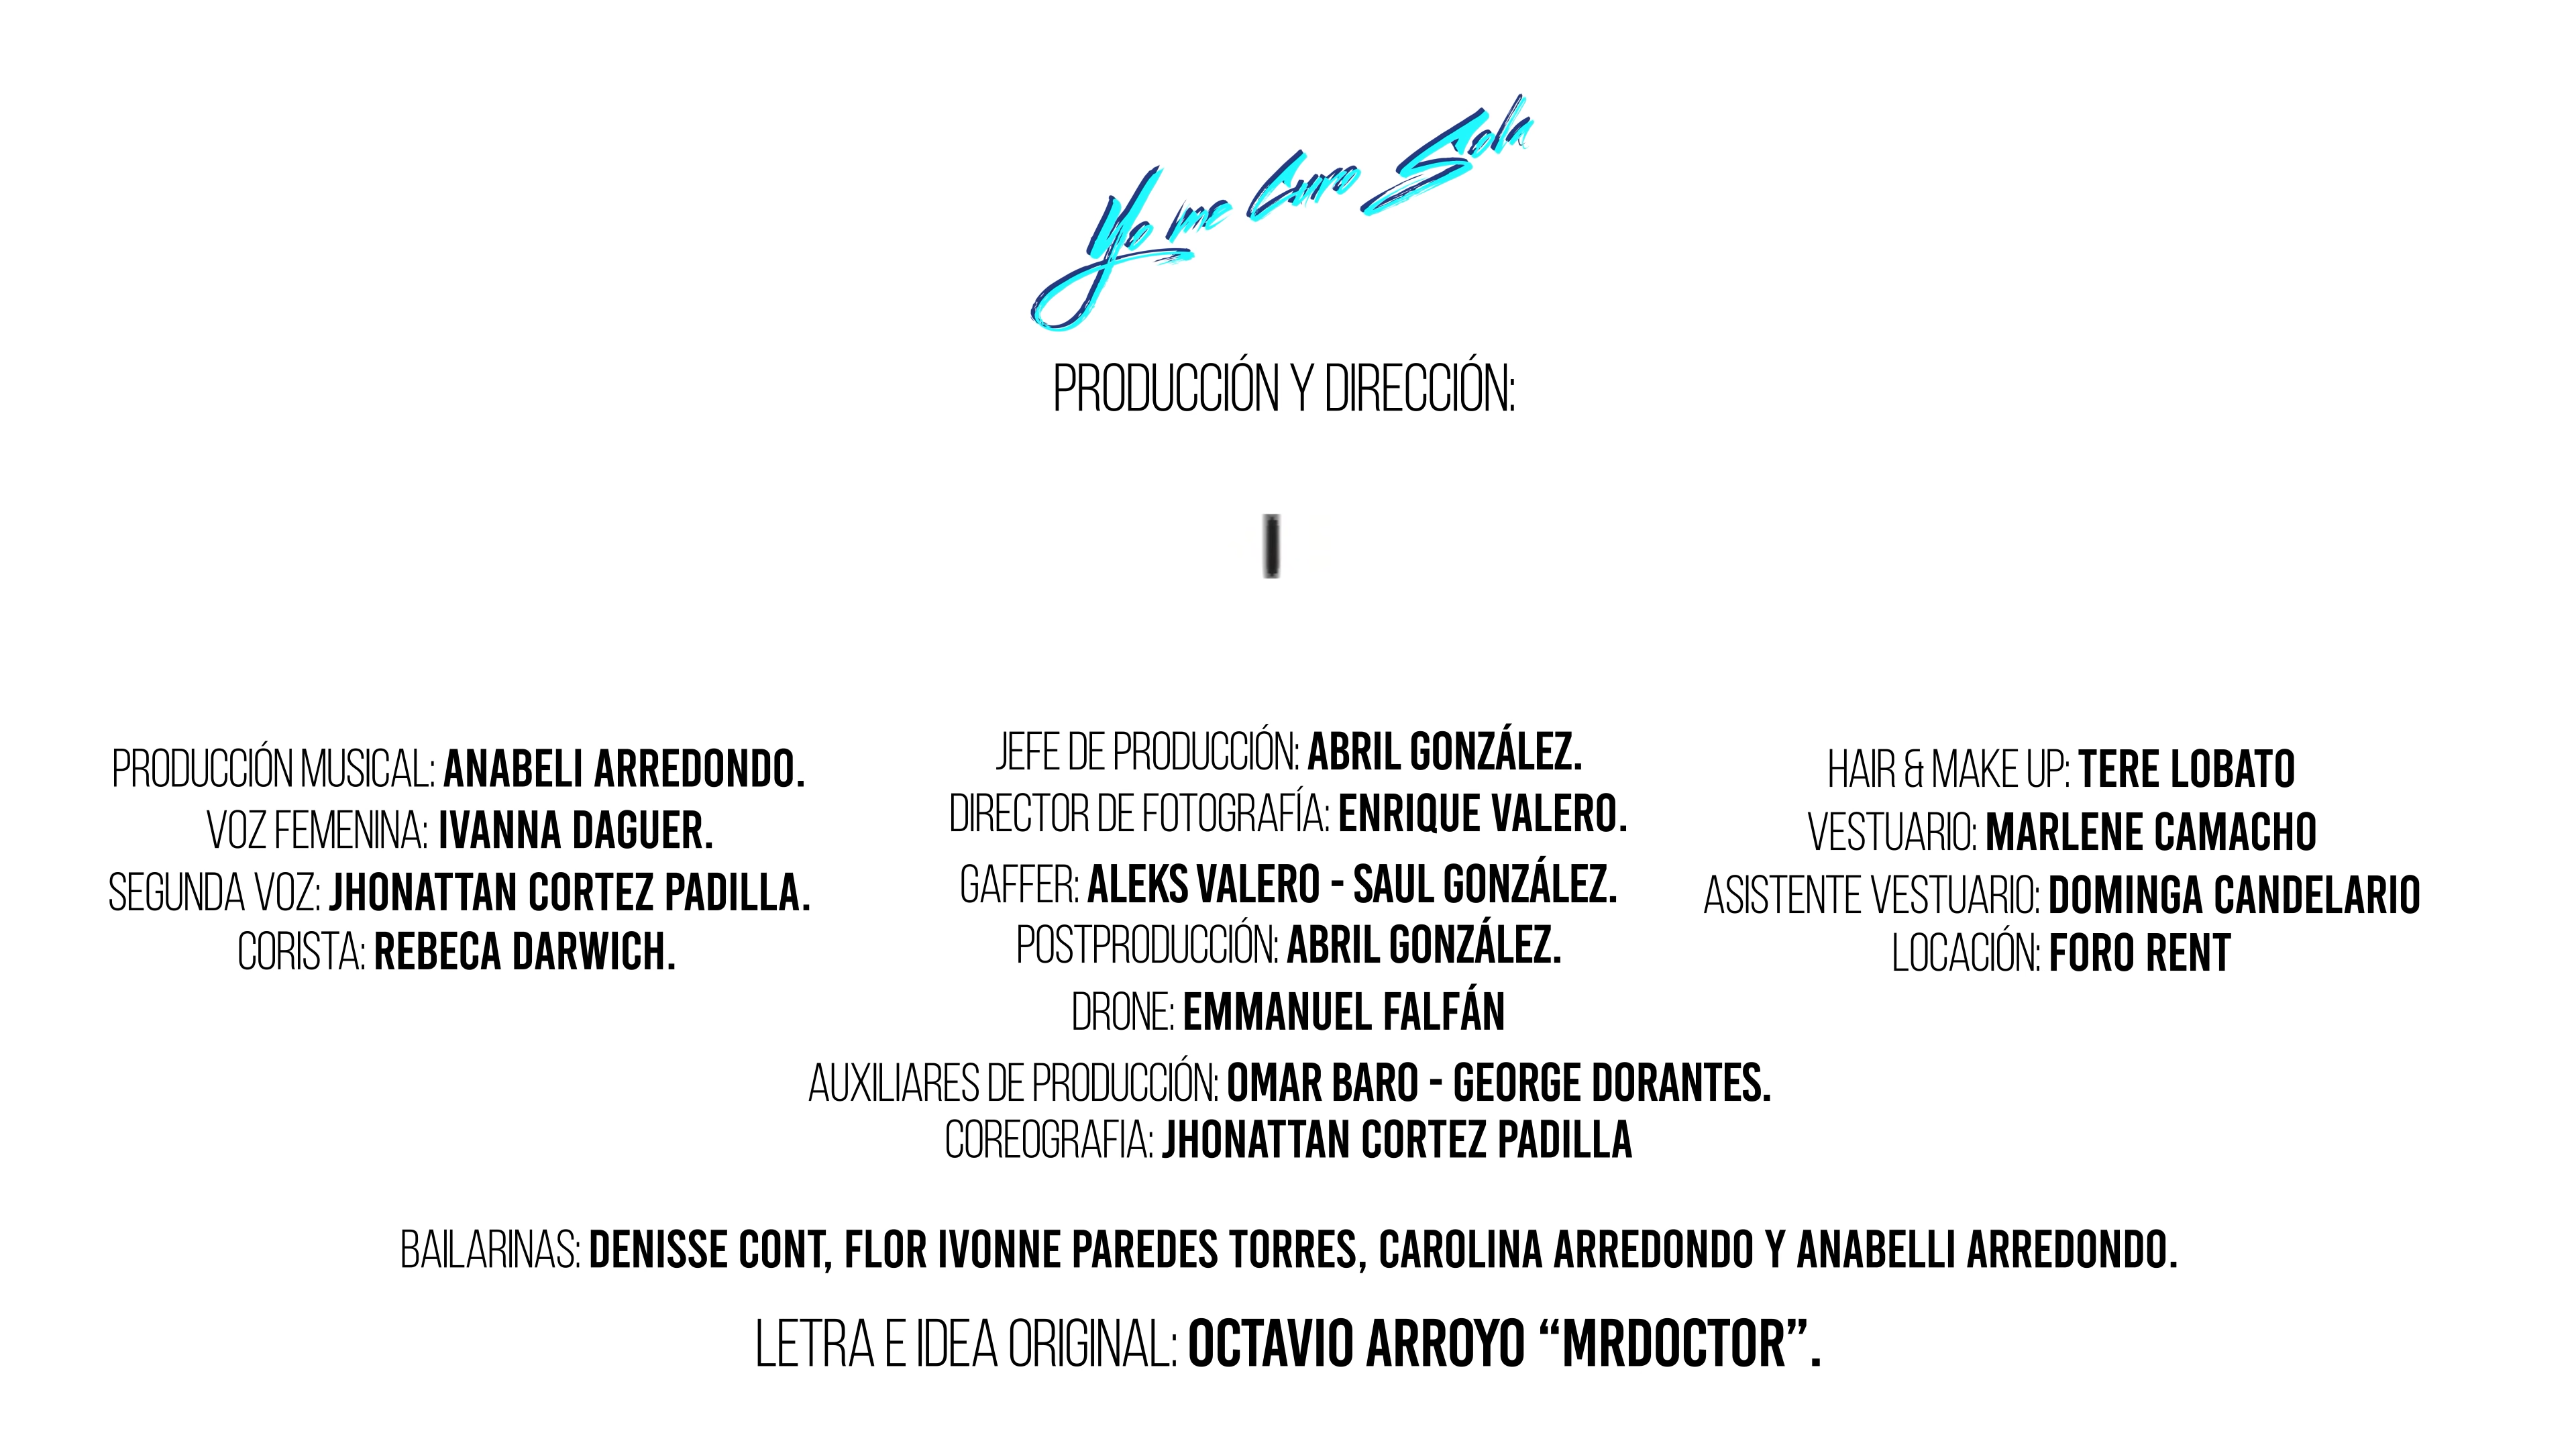 Yo me Curo Sola
PRODUCCIÓN Y DIRECCIÓN:
PRODUCCIÓN MUSICAL: ANABELI ARREDONDO.
VOZ FEMENINA: IVANNA DAGUER.
SEGUNDA VOZ: JHONATTAN CORTEZ PADILLA.
CORISTA: REBECA DARWICH.
JEFE DE PRODUCCIÓN: ABRIL GONZÁLEZ.
DIRECTOR DE FOTOGRAFÍA: ENRIQUE VALERO.
GAFFER: ALEKS VALERO - SAUL GONZÁLEZ.
POSTPRODUCCIÓN: ABRIL GONZÁLEZ.
DRONE: EMMANUEL FALFÁN
AUXILIARES DE PRODUCCIÓN: OMAR BARO - GEORGE DORANTES.
COREOGRAFIA: JHONATTAN CORTEZ PADILLA
HAIR & MAKE UP: TERE LOBATO
VESTUARIO: MARLENE CAMACHO
ASISTENTE VESTUARIO: DOMINGA CANDELARIO
LOCACIÓN: FORO RENT
BAILARINAS: DENISSE CONT, FLOR IVONNE PAREDES TORRES, CAROLINA ARREDONDO Y ANABELLI ARREDONDO.
LETRA E IDEA ORIGINAL: OCTAVIO ARROYO “MRDOCTOR”.